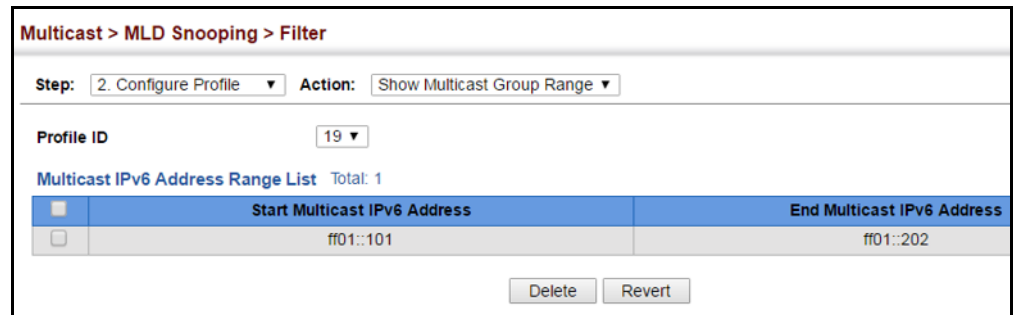 Multicast > MLD Snooping > Filter
Step: 2. Configure Profile Action: Show Multicast Group Range
Profile ID 19
Multicast IPv6 Address Range List Total: 1
Start Multicast IPv6 Address End Multicast IPv6 Address
ff01::101 ff01::202
Delete Revert